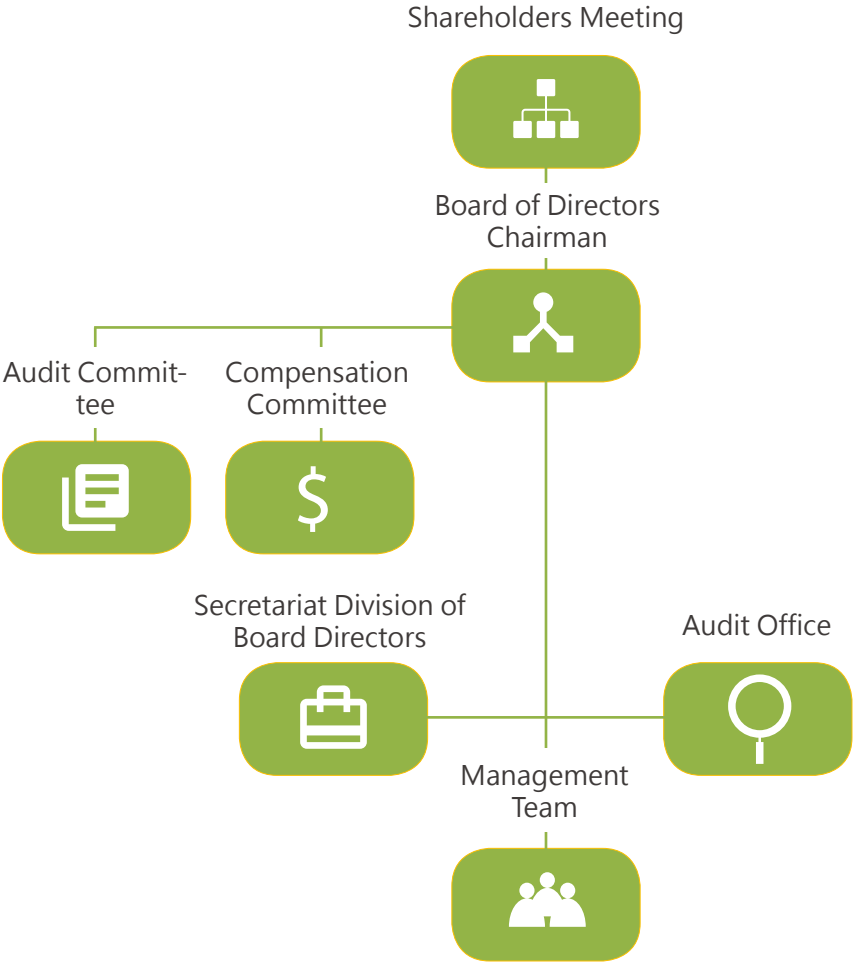 Shareholders Meeting
Board of Directors
Chairman
Audit Commit-
tee
Compensation
Committee
$
Secretariat Division of
Board Directors
Audit Office
Management
Team